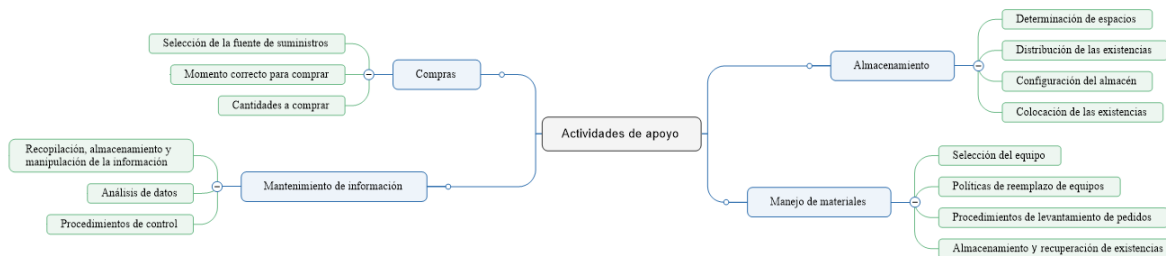 Actividades de apoyo
Compras
Selección de la fuente de suministros
Momento correcto para comprar
Cantidades a comprar
Mantenimiento de información
Recopilación, almacenamiento y
manipulación de la información
Análisis de datos
Procedimientos de control
Almacenamiento
Determinación de espacios
Distribución de las existencias
Configuración del almacén
Colocación de las existencias
Manejo de materiales
Selección del equipo
Políticas de reemplazo de equipos
Procedimientos de levantamiento de pedidos
Almacenamiento y recuperación de existencias